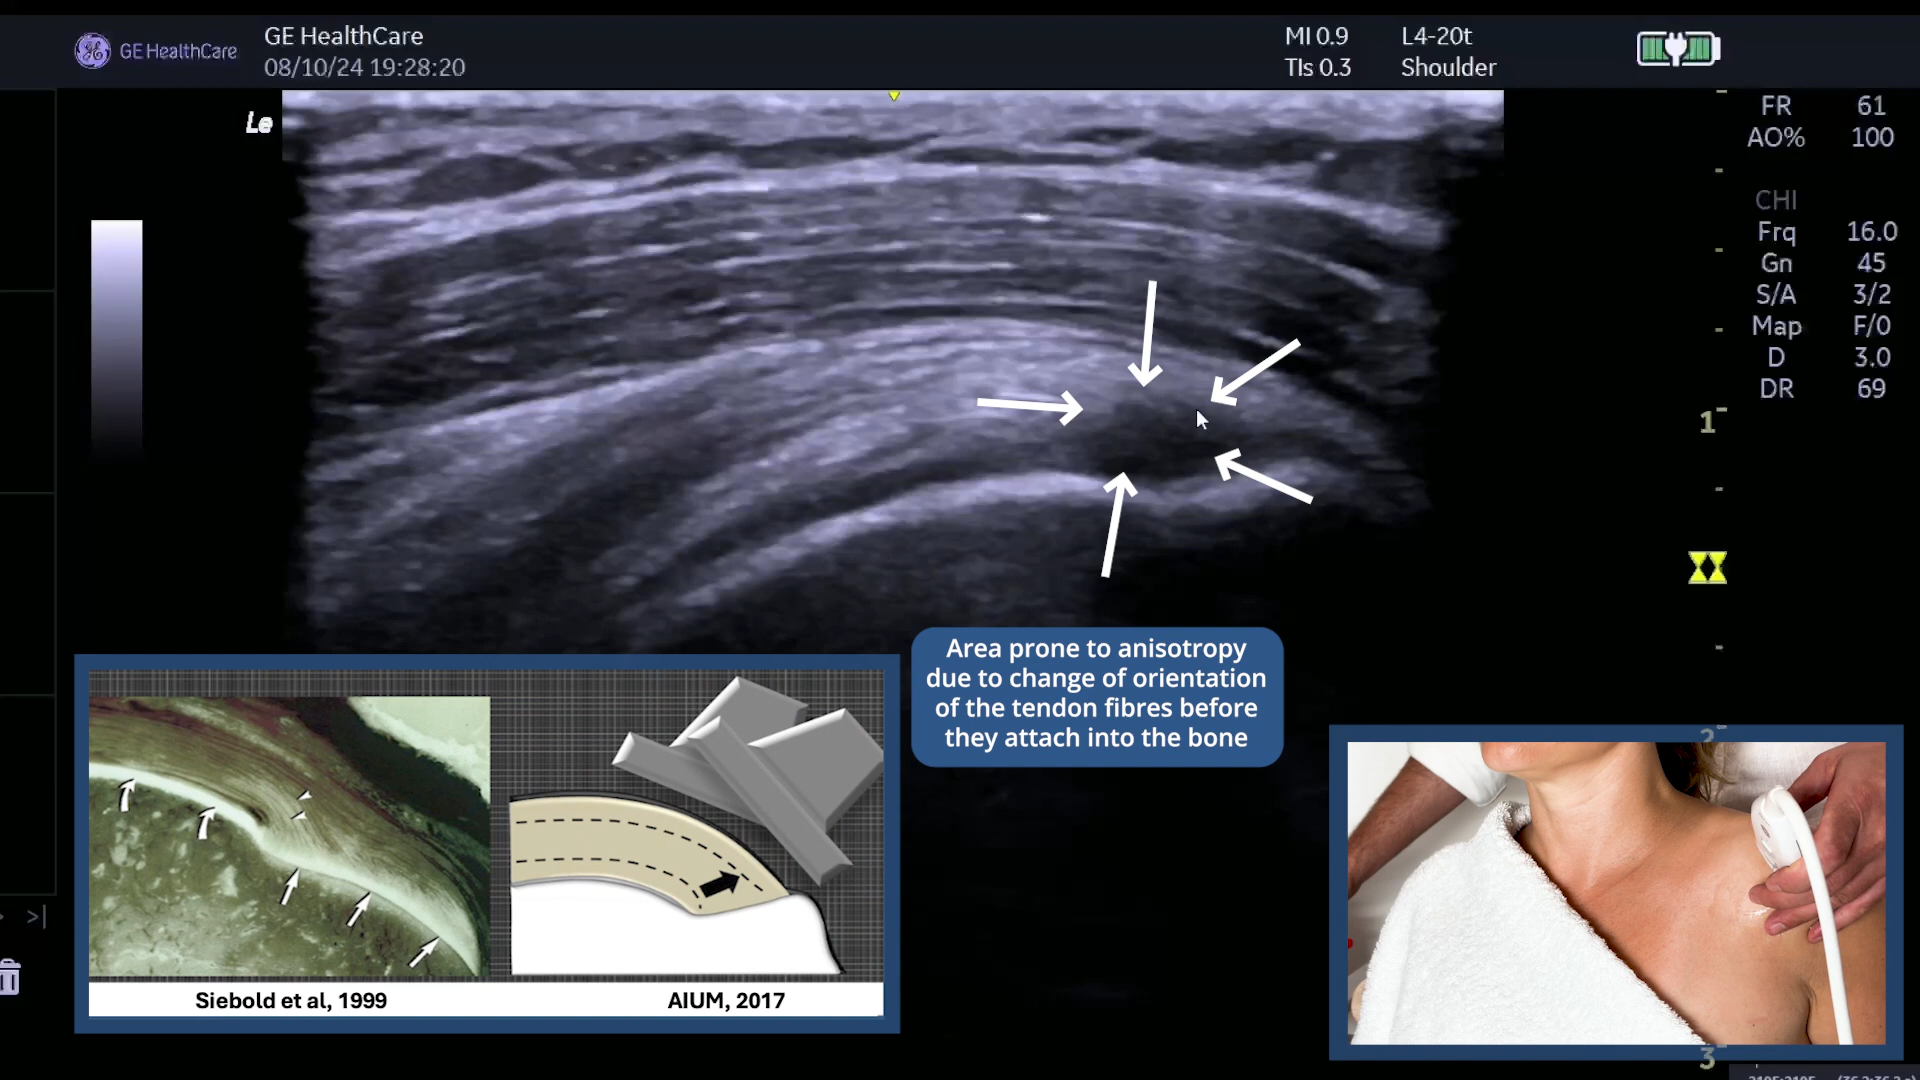 GE HealthCare
GE HealthCare
08/10/24 19:28:20
MI 0.9
TIs 0.3
L4-20t
Shoulder
Le
FR 61
AO% 100
CHI
Frq 16.0
Gn 45
S/A 3/2
Map F/0
D 3.0
DR 69
1
2
3
Area prone to anisotropy
due to change of orientation
of the tendon fibres before
they attach into the bone
Siebold et al, 1999
AIUM, 2017